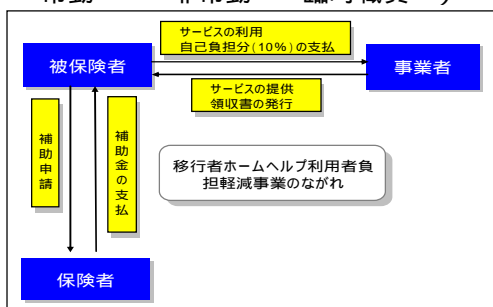 サービスの利用
自己負担分(10%)の支払
被保険者
事業者
サービスの提供
領収書の発行
補助申請
補助金の支払
移行者ホームヘルプ利用者負
担軽減事業のながれ
保険者